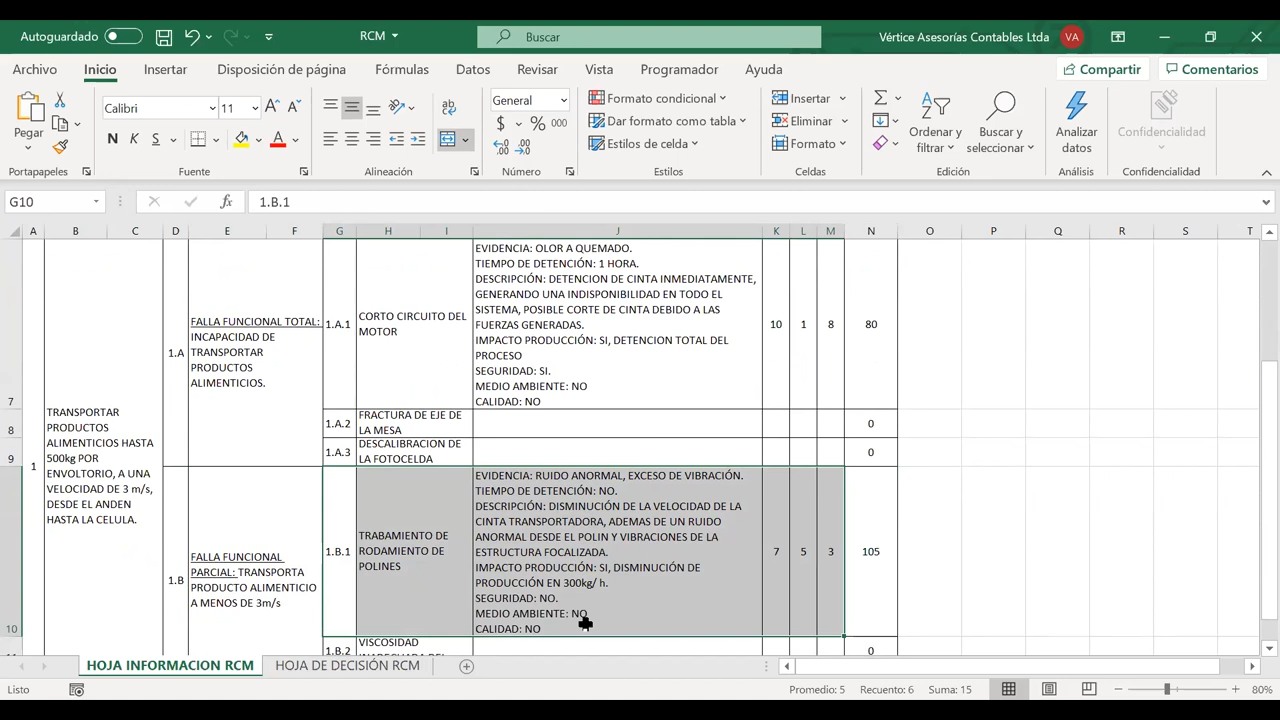 Autoguardado
RCM
Buscar
Vértice Asesorías Contables Ltda
VA
Archivo Inicio Insertar Disposición de página Fórmulas Datos Revisar Vista Programador Ayuda Compartir Comentarios
Pegar
Calibri 11
N K S
General
$ % 000
Formato condicional
Dar formato como tabla
Estilos de celda
Insertar
Eliminar
Formato
Ordenar y filtrar
Buscar y seleccionar
Analizar datos
Confidencialidad
Portapapeles Fuente Alineación Número Estilos Celdas Edición Análisis Confidencialidad
G10 fx 1.B.1
A B C D E F G H I J K L M N O P Q R S T
7
8
9
10
1
TRANSPORTAR
PRODUCTOS
ALIMENTICIOS HASTA
500kg POR
ENVOLTORIO, A UNA
VELOCIDAD DE 3 m/s,
DESDE EL ANDEN
HASTA LA CELULA.
1.A
FALLA FUNCIONAL TOTAL:
INCAPACIDAD DE
TRANSPORTAR
PRODUCTOS
ALIMENTICIOS.
1.A.1
CORTO CIRCUITO DEL
MOTOR
EVIDENCIA: OLOR A QUEMADO.
TIEMPO DE DETENCIÓN: 1 HORA.
DESCRIPCIÓN: DETENCION DE CINTA INMEDIATAMENTE,
GENERANDO UNA INDISPONIBILIDAD EN TODO EL
SISTEMA, POSIBLE CORTE DE CINTA DEBIDO A LAS
FUERZAS GENERADAS.
IMPACTO PRODUCCIÓN: SI, DETENCION TOTAL DEL
PROCESO
SEGURIDAD: SI.
MEDIO AMBIENTE: NO
CALIDAD: NO
10 1 8 80
1.A.2
FRACTURA DE EJE DE
LA MESA
0
1.A.3
DESCALIBRACION DE
LA FOTOCELDA
0
1.B
FALLA FUNCIONAL
PARCIAL: TRANSPORTA
PRODUCTO ALIMENTICIO
A MENOS DE 3m/s
1.B.1
TRABAMIENTO DE
RODAMIENTO DE
POLINES
EVIDENCIA: RUIDO ANORMAL, EXCESO DE VIBRACIÓN.
TIEMPO DE DETENCIÓN: NO.
DESCRIPCIÓN: DISMINUCIÓN DE LA VELOCIDAD DE LA
CINTA TRANSPORTADORA, ADEMAS DE UN RUIDO
ANORMAL DESDE EL POLIN Y VIBRACIONES DE LA
ESTRUCTURA FOCALIZADA.
IMPACTO PRODUCCIÓN: SI, DISMINUCIÓN DE
PRODUCCIÓN EN 300kg/ h.
SEGURIDAD: NO.
MEDIO AMBIENTE: NO
CALIDAD: NO
7 5 3 105
1.B.2
VISCOSIDAD
0
HOJA INFORMACION RCM HOJA DE DECISIÓN RCM
Listo
Promedio: 5 Recuento: 6 Suma: 15
80%